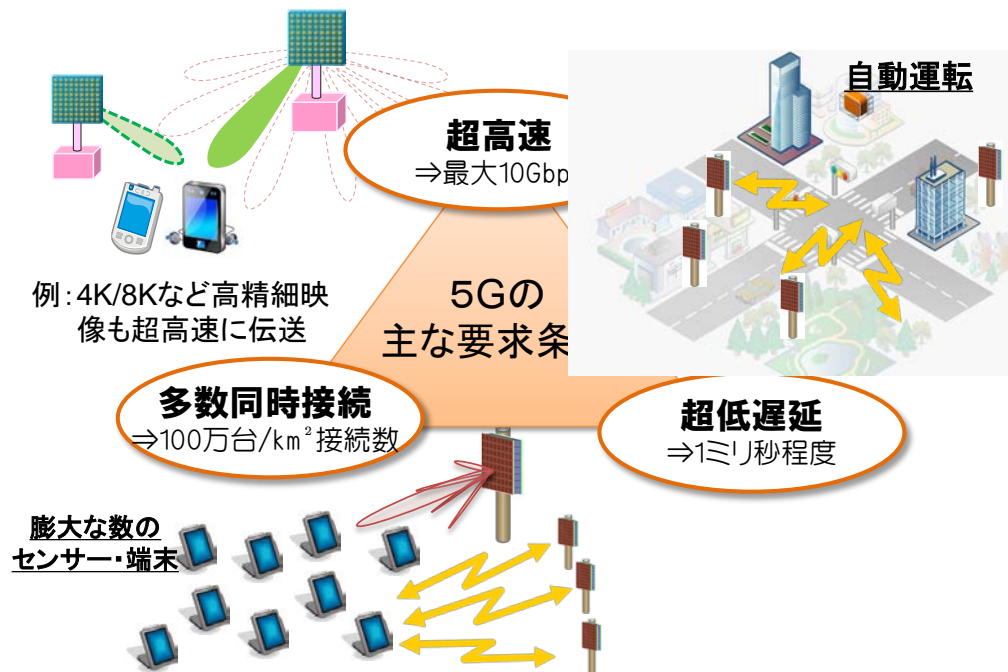 自動運転
超高速
⇒最大10Gbp
例：4K/8Kなど高精細映
像も超高速に伝送
5Gの
主な要求条
多数同時接続
⇒100万台/km²接続数
超低遅延
⇒1ミリ秒程度
膨大な数の
センサー・端末